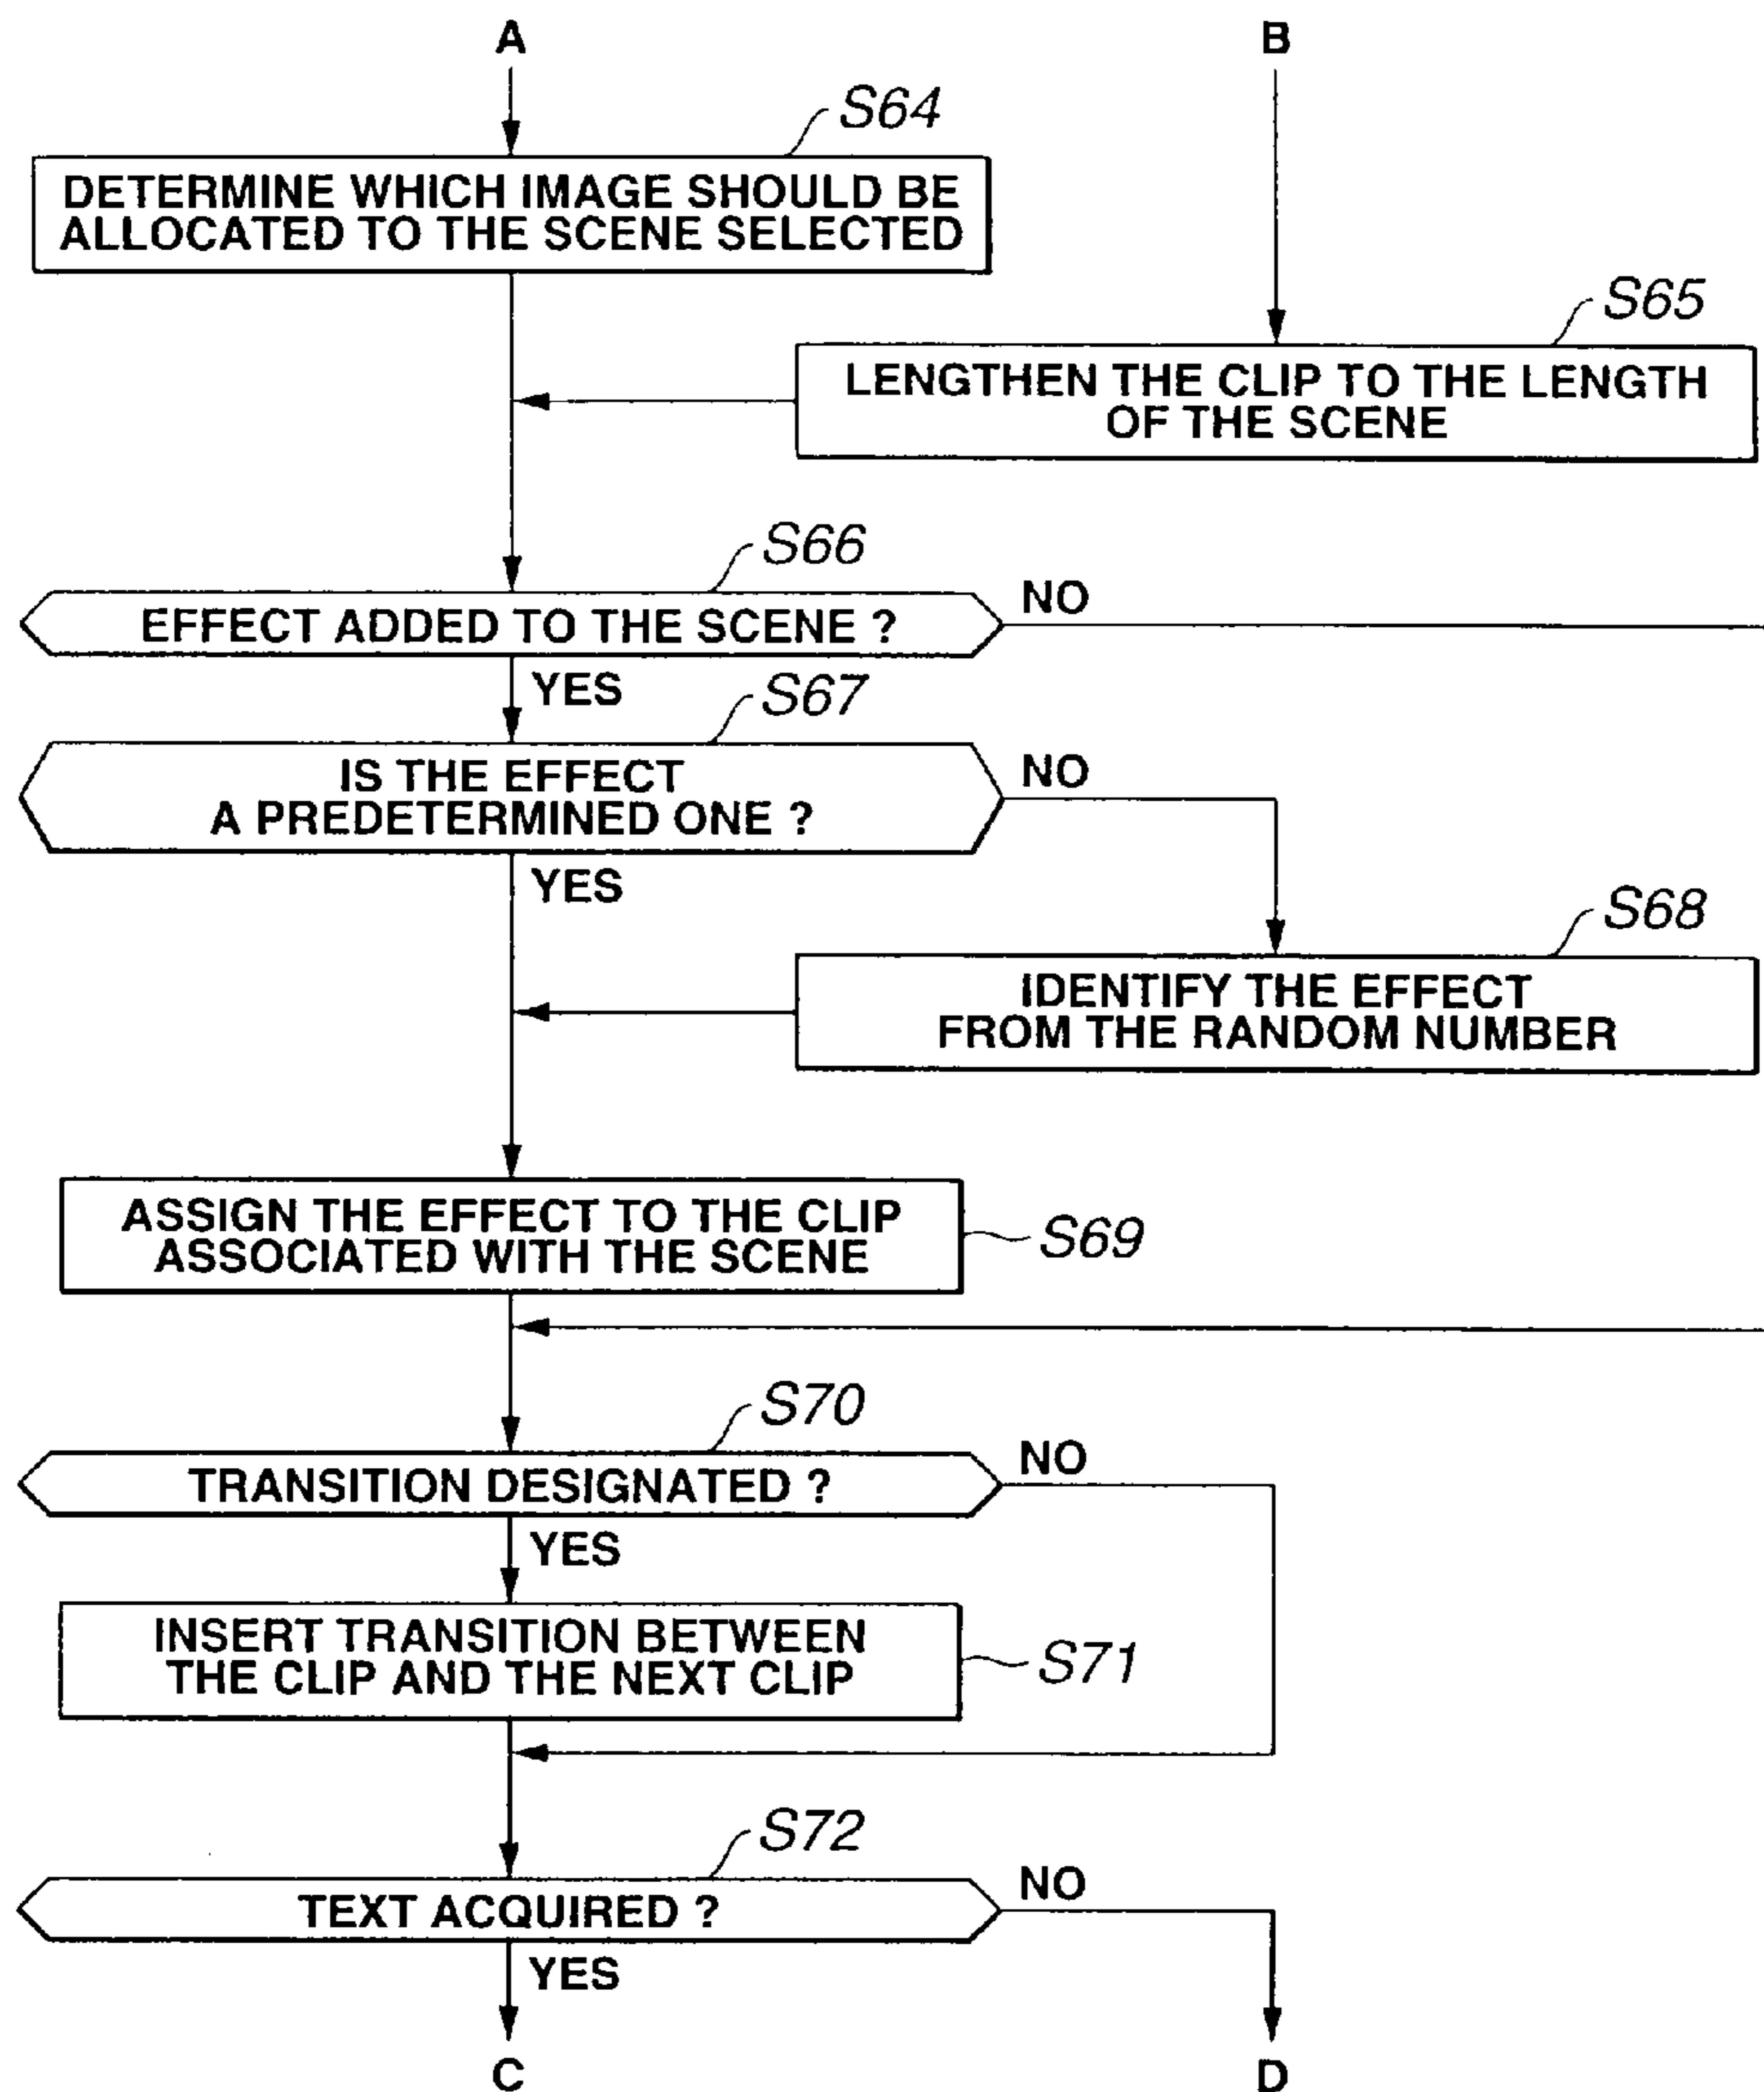 A
B
S64
DETERMINE WHICH IMAGE SHOULD BE
ALLOCATED TO THE SCENE SELECTED
S65
LENGTHEN THE CLIP TO THE LENGTH
OF THE SCENE
S66
EFFECT ADDED TO THE SCENE ?
NO
YES
S67
IS THE EFFECT
A PREDETERMINED ONE ?
NO
YES
S68
IDENTIFY THE EFFECT
FROM THE RANDOM NUMBER
ASSIGN THE EFFECT TO THE CLIP
ASSOCIATED WITH THE SCENE
S69
S70
TRANSITION DESIGNATED ?
NO
YES
INSERT TRANSITION BETWEEN
THE CLIP AND THE NEXT CLIP
S71
S72
TEXT ACQUIRED ?
NO
YES
C
D